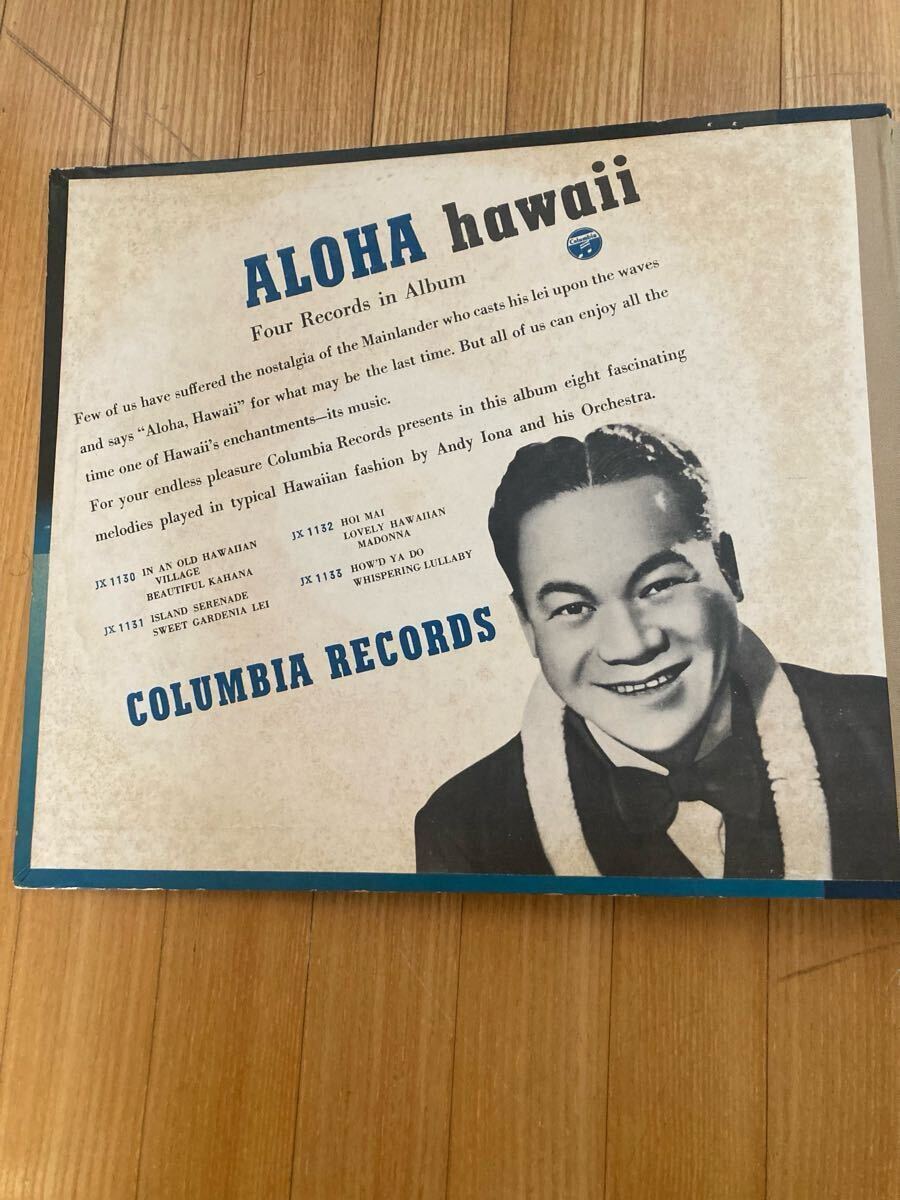 ALOHA hawaii
Columbia
Four Records in Album
Few of us have suffered the nostalgia of the Mainlander who casts his lei upon the waves
and says “Aloha, Hawaii” for what may be the last time. But all of us can enjoy all the
time one of Hawaii's enchantments—its music.
For your endless pleasure Columbia Records presents in this album eight fascinating
melodies played in typical Hawaiian fashion by Andy Iona and his Orchestra.
JX 1130 IN AN OLD HAWAIIAN
VILLAGE
BEAUTIFUL KAHANA
JX 1131 ISLAND SERENADE
SWEET GARDENIA LEI
JX 1132 HOI MAI
LOVELY HAWAIIAN
MADONNA
JX 1133 HOW'D YA DO
WHISPERING LULLABY
COLUMBIA RECORDS